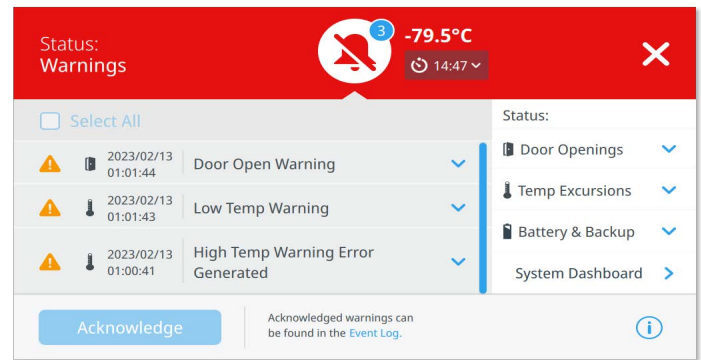 Status:
Warnings
3
-79.5°C
14:47
Select All
2023/02/13
01:01:44
Door Open Warning
2023/02/13
01:01:43
Low Temp Warning
2023/02/13
01:00:41
High Temp Warning Error
Generated
Status:
Door Openings
Temp Excursions
Battery & Backup
System Dashboard
Acknowledge
Acknowledged warnings can
be found in the Event Log.